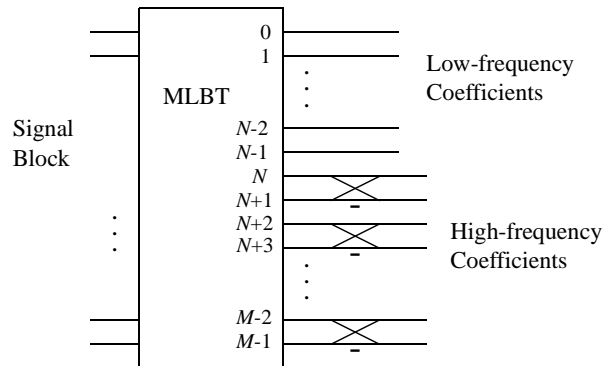 0
1
Low-frequency
Coefficients
MLBT
Signal
Block
N-2
N-1
N
N+1
N+2
N+3
High-frequency
Coefficients
M-2
M-1